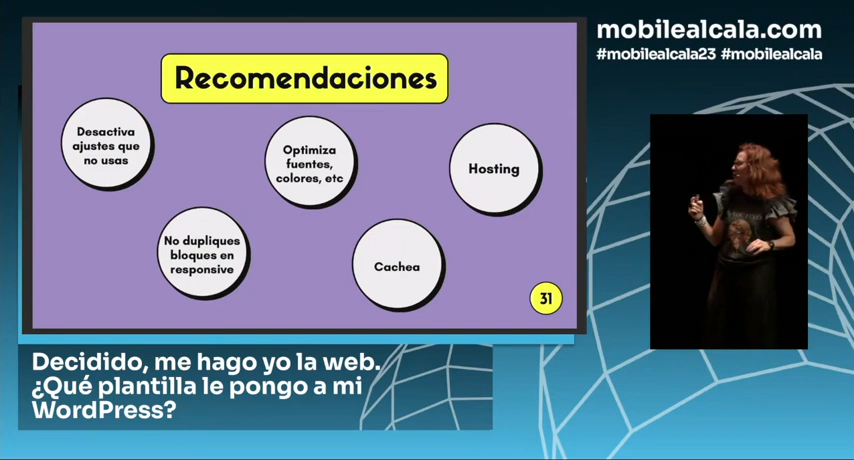 mobilealcala.com
#mobilealcala23 #mobilealcala
Recomendaciones
Desactiva
ajustes que
no usas
Optimiza
fuentes,
colores, etc
Hosting
No dupliques
bloques en
responsive
Cachea
31
Decidido, me hago yo la web.
¿Qué plantilla le pongo a mi
WordPress?